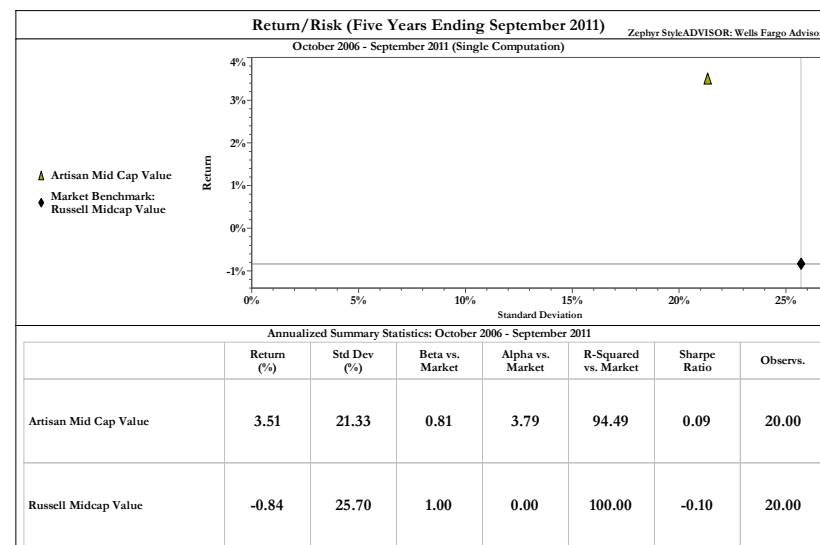 Return/Risk (Five Years Ending September 2011)
Zephyr StyleADVISOR: Wells Fargo Adviso
October 2006 - September 2011 (Single Computation)
4%
3%
2%
1%
0%
-1%
Return
Artisan Mid Cap Value
Market Benchmark:
Russell Midcap Value
0% 5% 10% 15% 20% 25%
Standard Deviation
Annualized Summary Statistics: October 2006 - September 2011
Return (%) Std Dev (%) Beta vs. Market Alpha vs. Market R-Squared vs. Market Sharpe Ratio Observs.
Artisan Mid Cap Value 3.51 21.33 0.81 3.79 94.49 0.09 20.00
Russell Midcap Value -0.84 25.70 1.00 0.00 100.00 -0.10 20.00